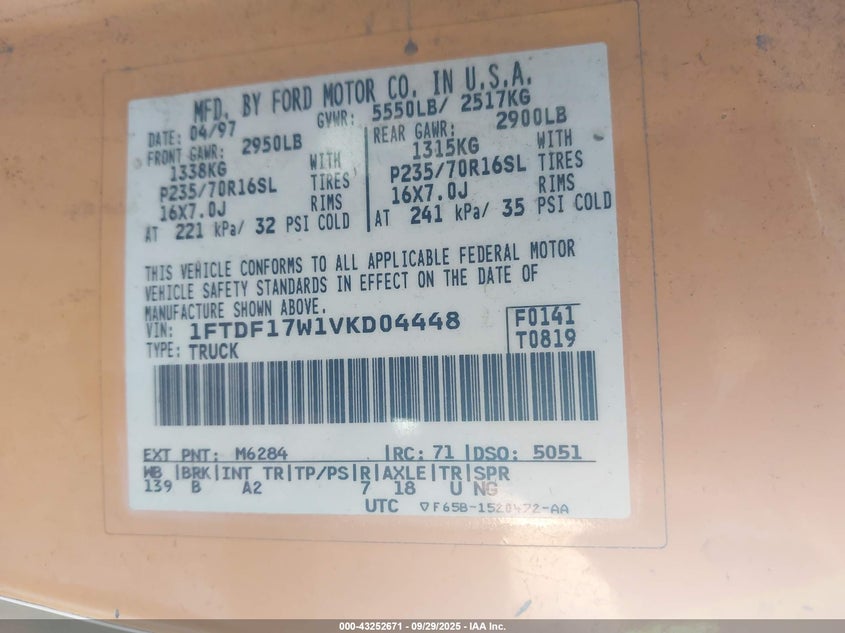 MFD. BY FORD MOTOR CO. IN U.S.A.
DATE: 04/97 GVWR: 5550LB/ 2517KG
FRONT GAWR: 2950LB REAR GAWR: 2900LB
1338KG WITH 1315KG WITH
P235/70R16SL TIRES P235/70R16SL TIRES
16X7.0J RIMS 16X7.0J RIMS
AT 221 kPa/ 32 PSI COLD AT 241 kPa/ 35 PSI COLD
THIS VEHICLE CONFORMS TO ALL APPLICABLE FEDERAL MOTOR
VEHICLE SAFETY STANDARDS IN EFFECT ON THE DATE OF
MANUFACTURE SHOWN ABOVE.
VIN: 1FTDF17W1VKD04448 F0141
TYPE: TRUCK T0819
EXT PNT: M6284 |RC: 71 |DSO: 5051
WB |BRK|INT TR|TP/PS|R|AXLE|TR|SPR
139 B A2 7 18 U NG
UTC ▽F65B-1520472-AA
000-43252671 - 09/29/2025 - IAA Inc.